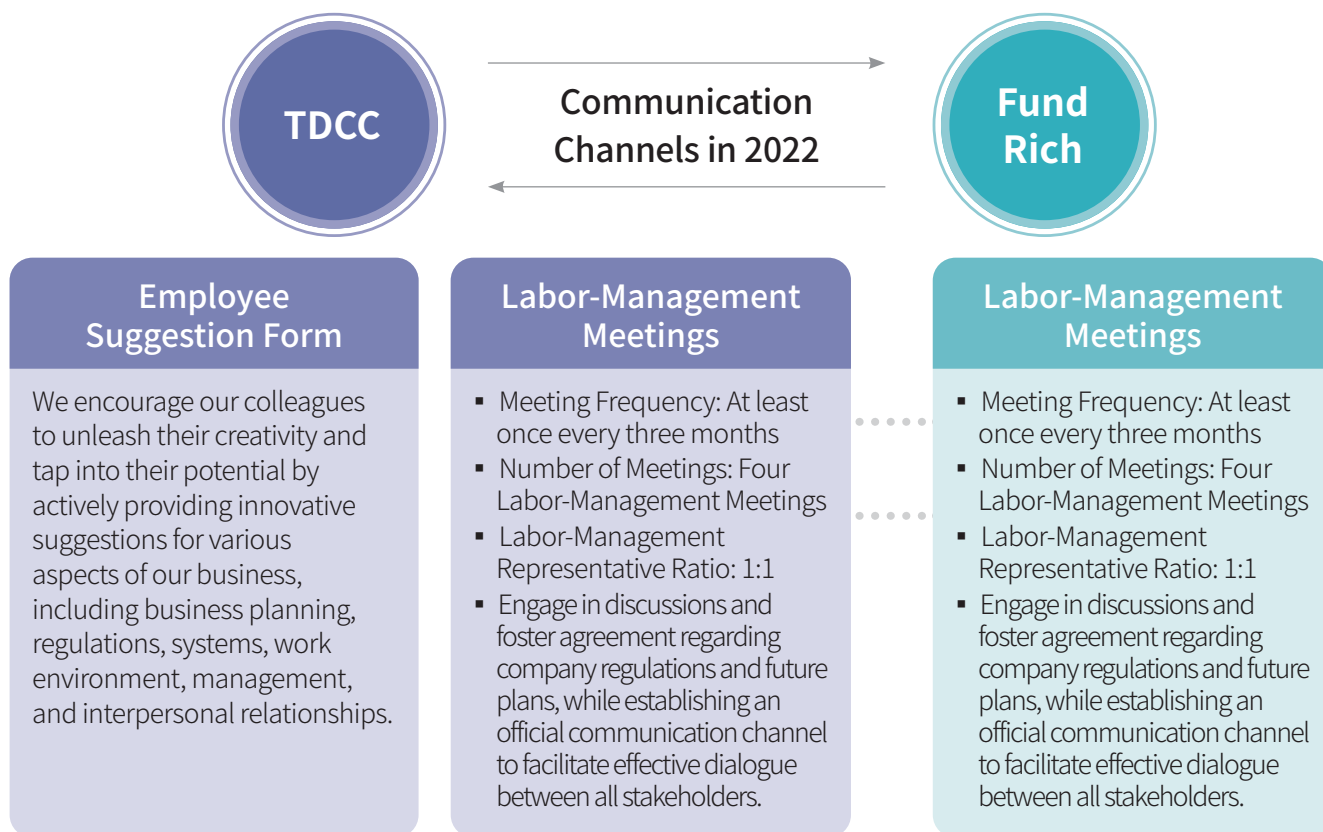 TDCC
Communication
Channels in 2022
Fund
Rich
Employee
Suggestion Form
We encourage our colleagues
to unleash their creativity and
tap into their potential by
actively providing innovative
suggestions for various
aspects of our business,
including business planning,
regulations, systems, work
environment, management,
and interpersonal relationships.
Labor-Management
Meetings
▪ Meeting Frequency: At least
once every three months
▪ Number of Meetings: Four
Labor-Management Meetings
▪ Labor-Management
Representative Ratio: 1:1
▪ Engage in discussions and
foster agreement regarding
company regulations and future
plans, while establishing an
official communication channel
to facilitate effective dialogue
between all stakeholders.
Labor-Management
Meetings
▪ Meeting Frequency: At least
once every three months
▪ Number of Meetings: Four
Labor-Management Meetings
▪ Labor-Management
Representative Ratio: 1:1
▪ Engage in discussions and
foster agreement regarding
company regulations and future
plans, while establishing an
official communication channel
to facilitate effective dialogue
between all stakeholders.